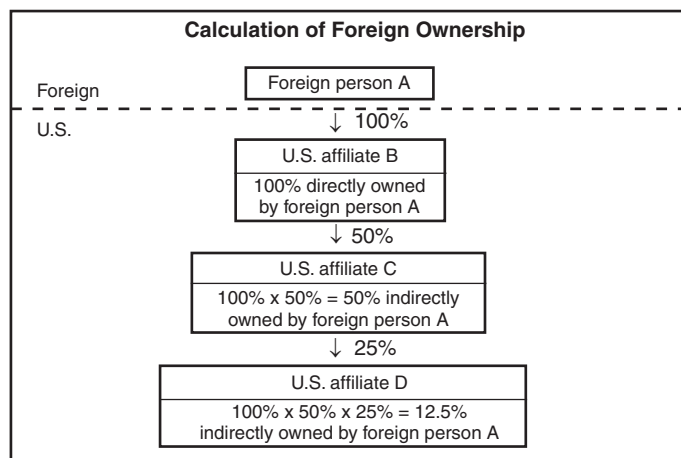 Calculation of Foreign Ownership
Foreign person A
Foreign
U.S.
↓ 100%
U.S. affiliate B
100% directly owned
by foreign person A
↓ 50%
U.S. affiliate C
100% x 50% = 50% indirectly
owned by foreign person A
↓ 25%
U.S. affiliate D
100% x 50% x 25% = 12.5%
indirectly owned by foreign person A